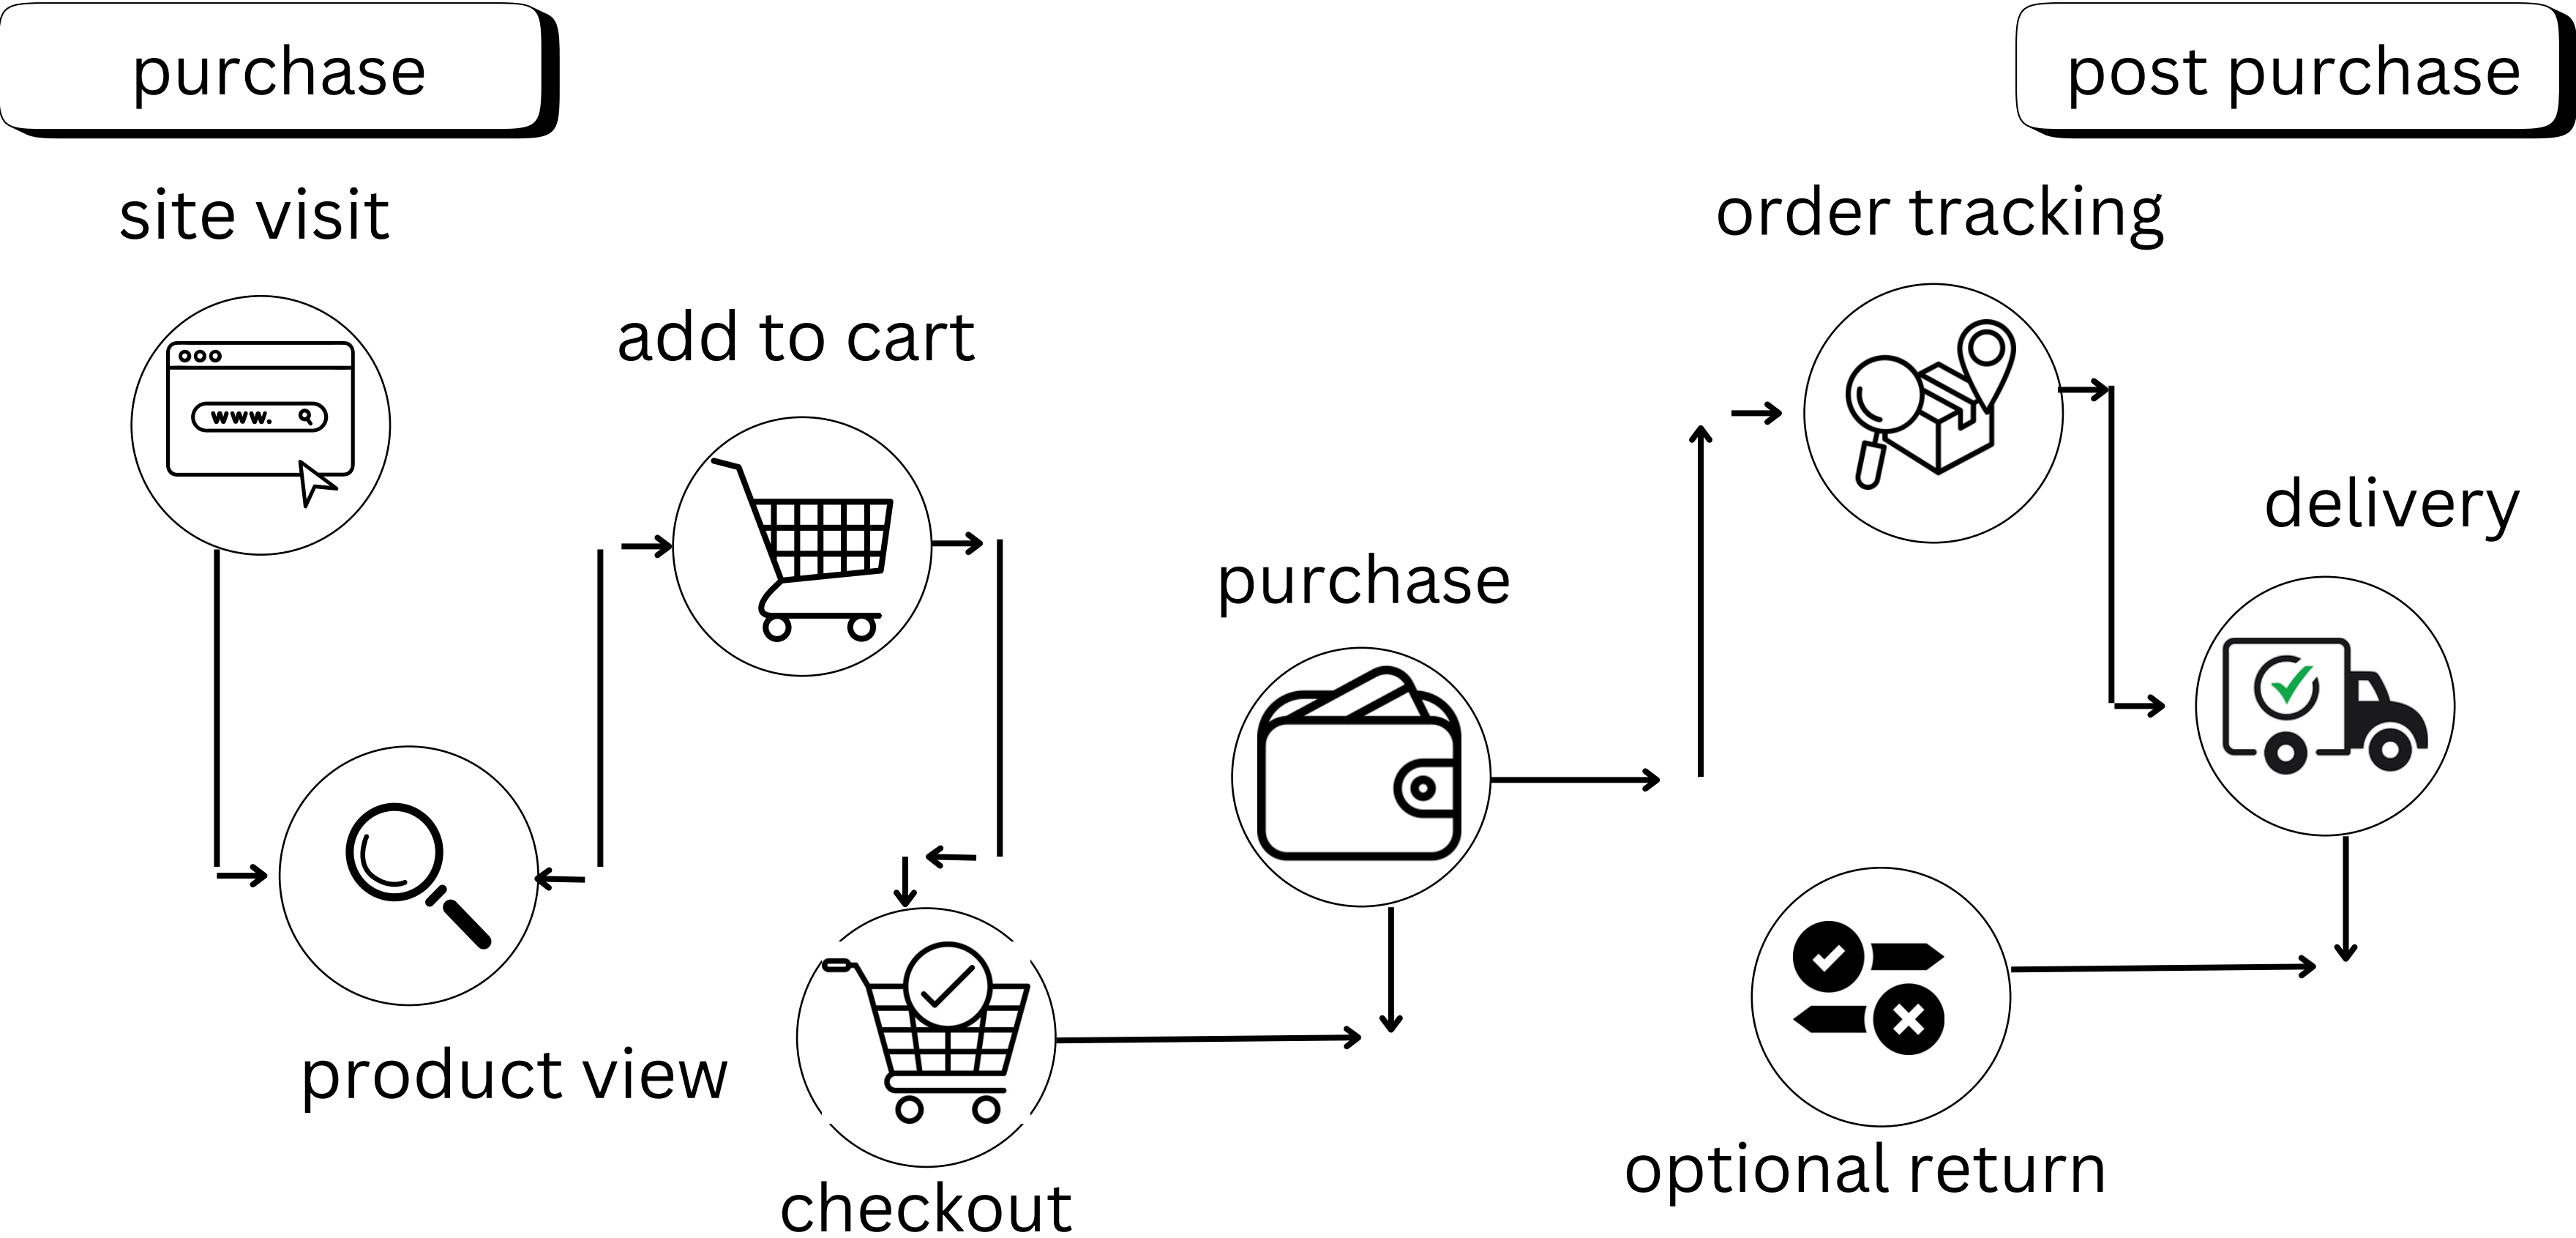 purchase
post purchase
site visit
order tracking
add to cart
www.
delivery
purchase
product view
optional return
checkout